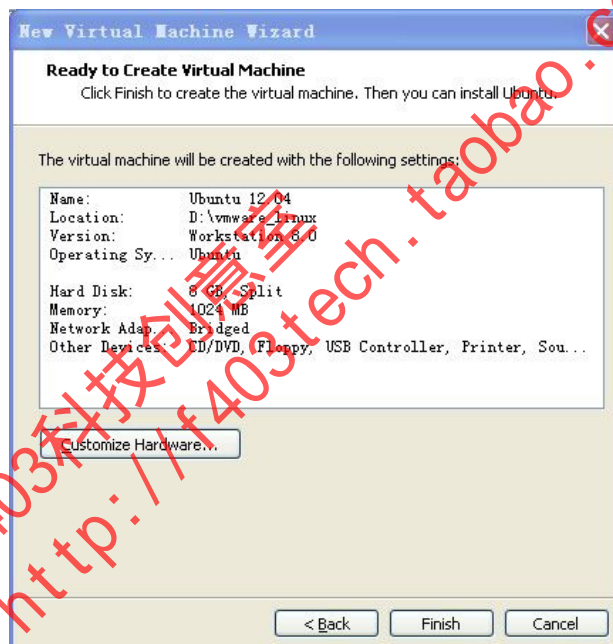 New Virtual Machine Wizard
Ready to Create Virtual Machine
Click Finish to create the virtual machine. Then you can install Ubuntu.
The virtual machine will be created with the following settings:
Name: Ubuntu 12.04
Location: D:\vmware_linux
Version: Workstation 8.0
Operating Sy... Ubuntu
Hard Disk: 8 GB, Split
Memory: 1024 MB
Network Adap... Bridged
Other Devices: CD/DVD, Floppy, USB Controller, Printer, Sou...
Customize Hardware...
< Back Finish Cancel
03科技创意室
http://f403tech.taobao.